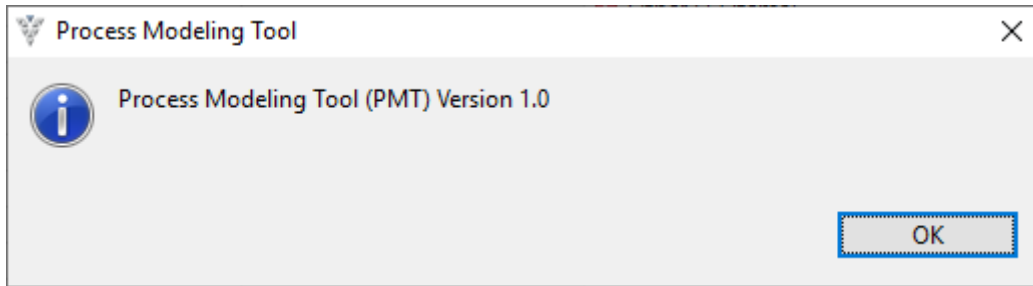 Process Modeling Tool
Process Modeling Tool (PMT) Version 1.0
OK